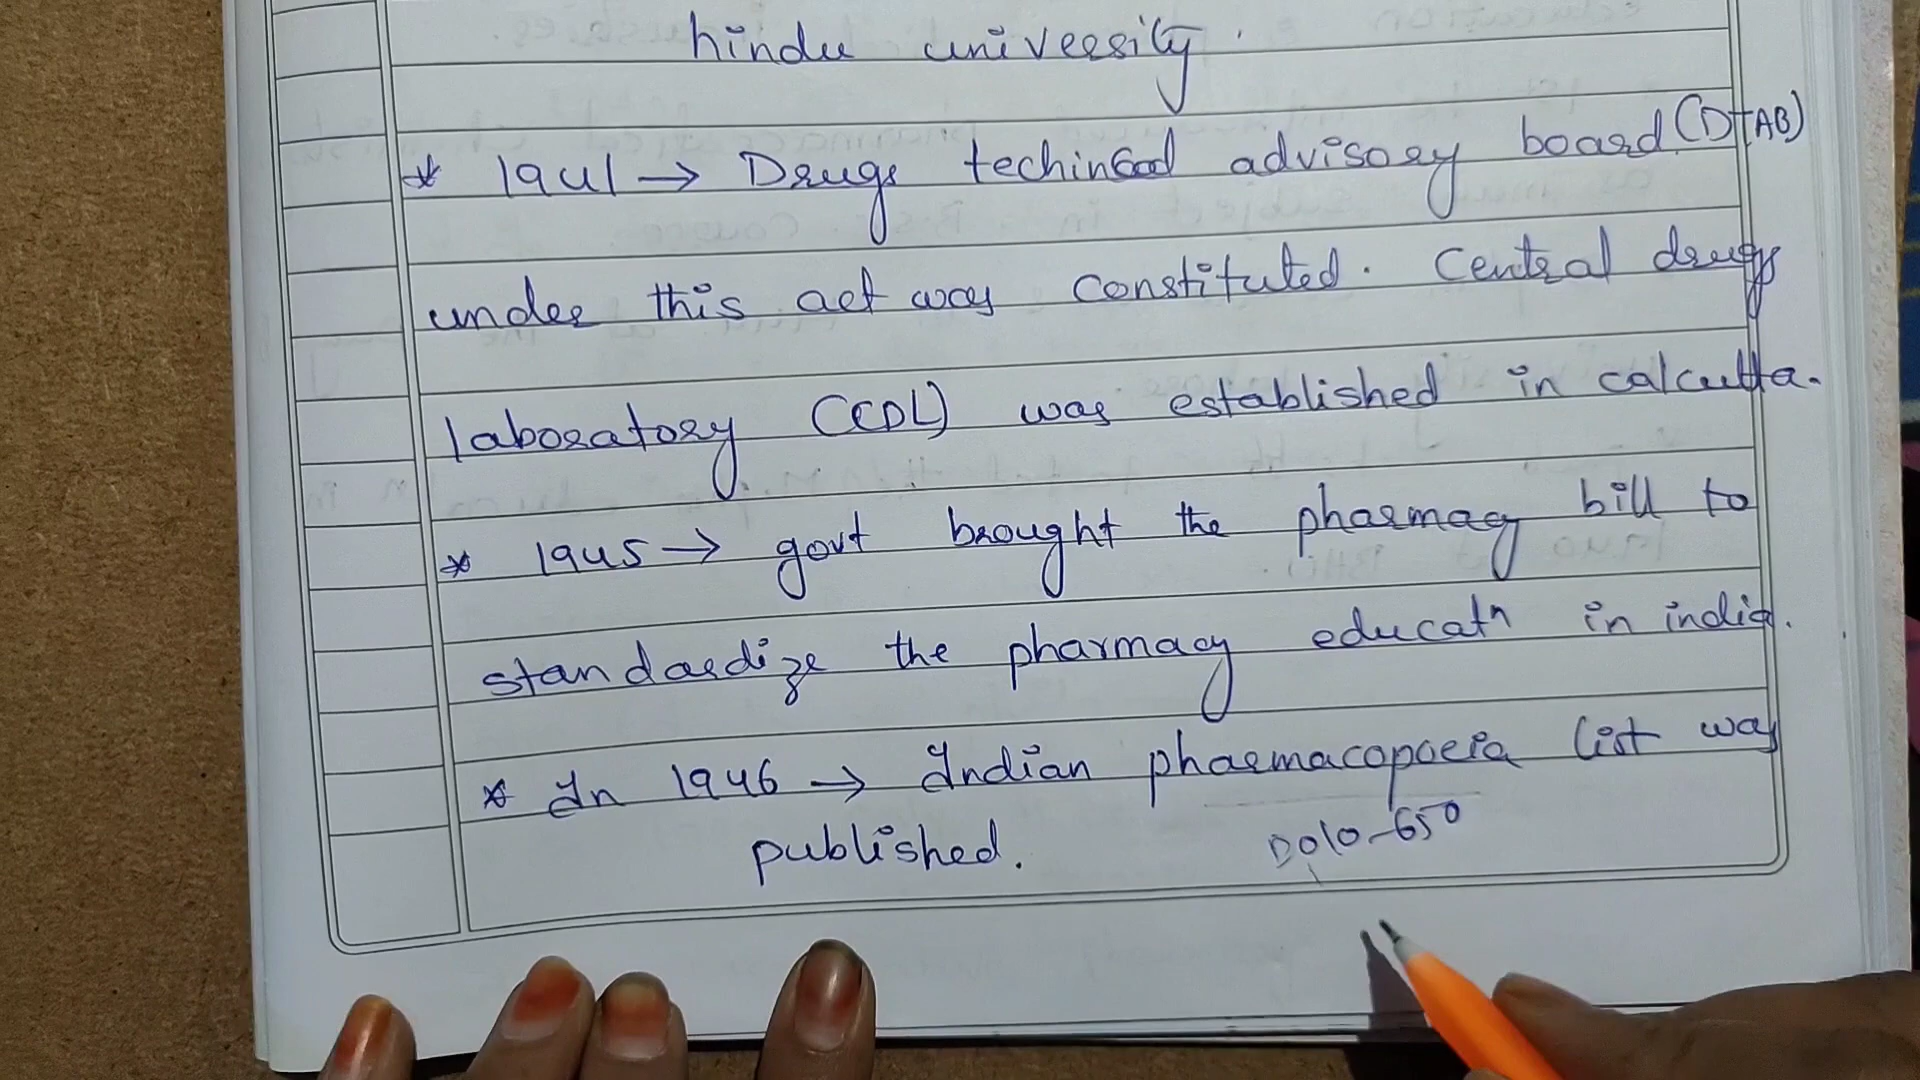 hindu university.
* 1941 → Drugs techincal advisory board (DTAB)
under this act was constituted. Central drugs
laboratory (CDL) was established in calcutta.
* 1945 → govt brought the pharmacy bill to
standardize the pharmacy educatn in india.
* In 1946 → Indian pharmacopoeia list was
published.
Dolo-650